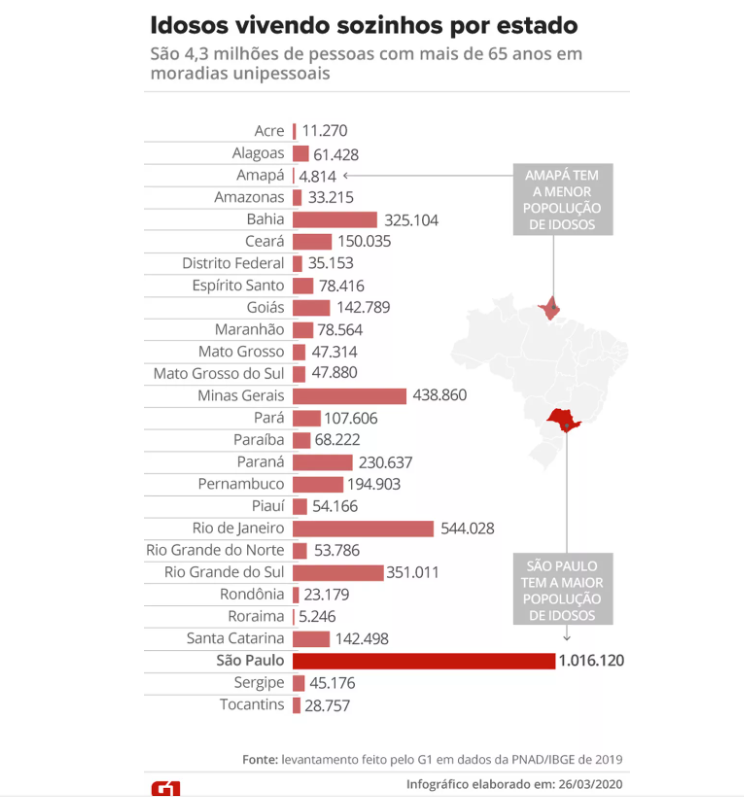 Idosos vivendo sozinhos por estado
São 4,3 milhões de pessoas com mais de 65 anos em
moradias unipessoais
Acre 11.270
Alagoas 61.428
Amapá 4.814
AMAPÁ TEM
A MENOR
POPOLUÇÃO
DE IDOSOS
Amazonas 33.215
Bahia 325.104
Ceará 150.035
Distrito Federal 35.153
Espírito Santo 78.416
Goiás 142.789
Maranhão 78.564
Mato Grosso 47.314
Mato Grosso do Sul 47.880
Minas Gerais 438.860
Pará 107.606
Paraíba 68.222
Paraná 230.637
Pernambuco 194.903
Piauí 54.166
Rio de Janeiro 544.028
Rio Grande do Norte 53.786
Rio Grande do Sul 351.011
Rondônia 23.179
Roraima 5.246
Santa Catarina 142.498
SÃO PAULO
TEM A MAIOR
POPOLUÇÃO
DE IDOSOS
São Paulo 1.016.120
Sergipe 45.176
Tocantins 28.757
Fonte: levantamento feito pelo G1 em dados da PNAD/IBGE de 2019
Infográfico elaborado em: 26/03/2020
G1